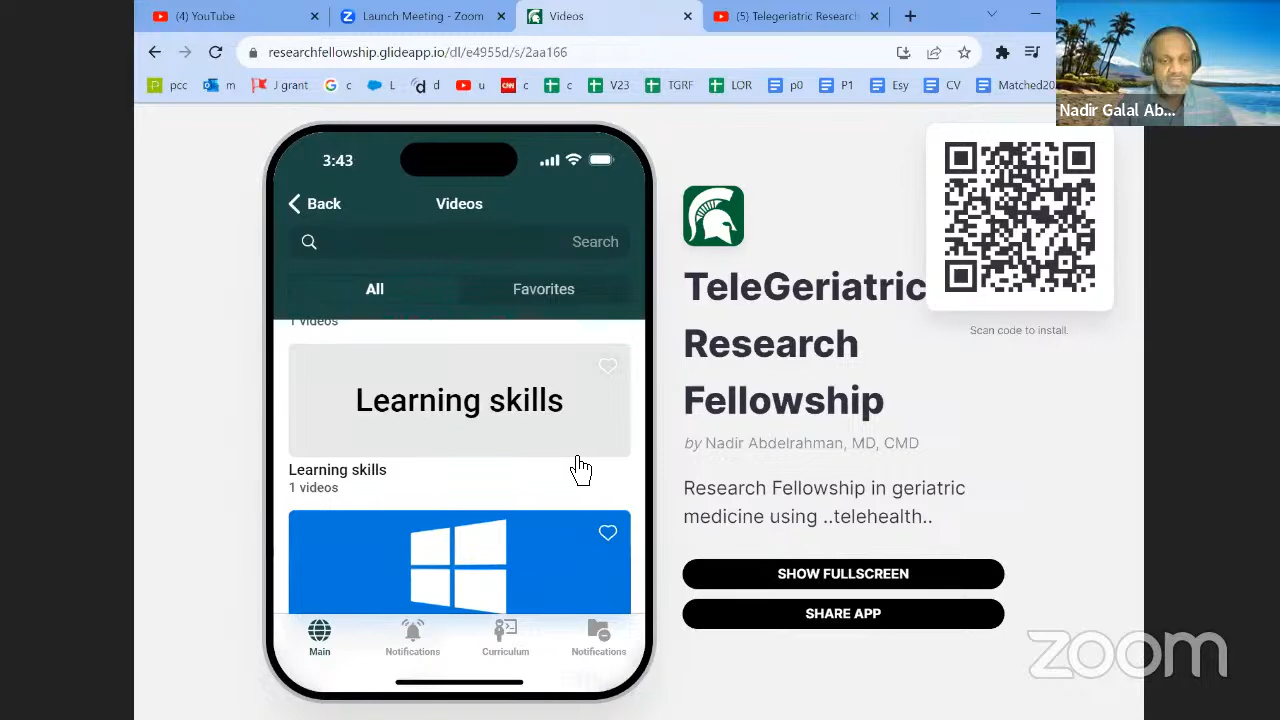 (4) YouTube
Launch Meeting - Zoom
Videos
(5) Telegeriatric Research
researchfellowship.glideapp.io/dl/e4955d/s/2aa166
pct
m
J grant
c
u
c
c
V23
TGRF
LOR
p0
P1
Esy
CV
Matched20
Nadir Galal Ab...
3:43
Back
Videos
Search
All
Favorites
1 videos
Learning skills
Learning skills
1 videos
Main
Notifications
Curriculum
Notifications
TeleGeriatric
Research
Fellowship
by Nadir Abdelrahman, MD, CMD
Research Fellowship in geriatric
medicine using ..telehealth..
SHOW FULLSCREEN
SHARE APP
Scan code to install.
zoom